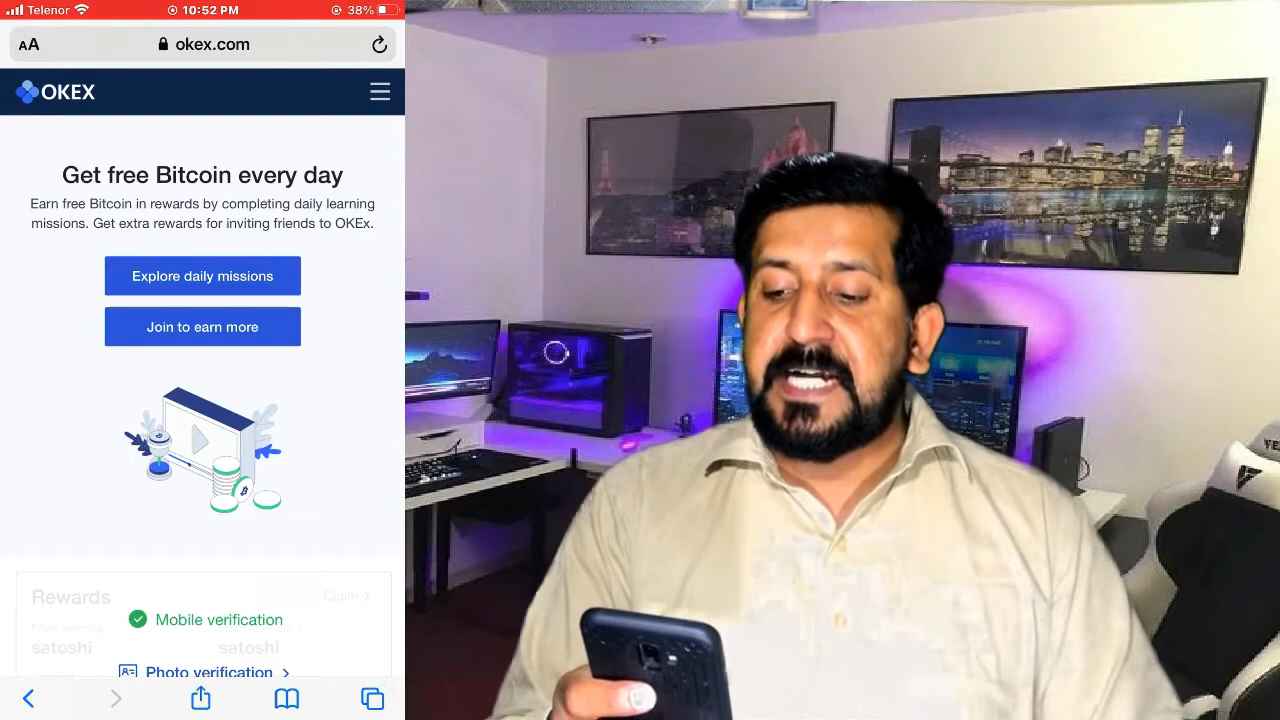 Telenor
10:52 PM
38%
AA
okex.com
OKEX
Get free Bitcoin every day
Earn free Bitcoin in rewards by completing daily learning
missions. Get extra rewards for inviting friends to OKEx.
Explore daily missions
Join to earn more
Rewards
Claim >
Mobile verification
satoshi
satoshi
Photo verification >